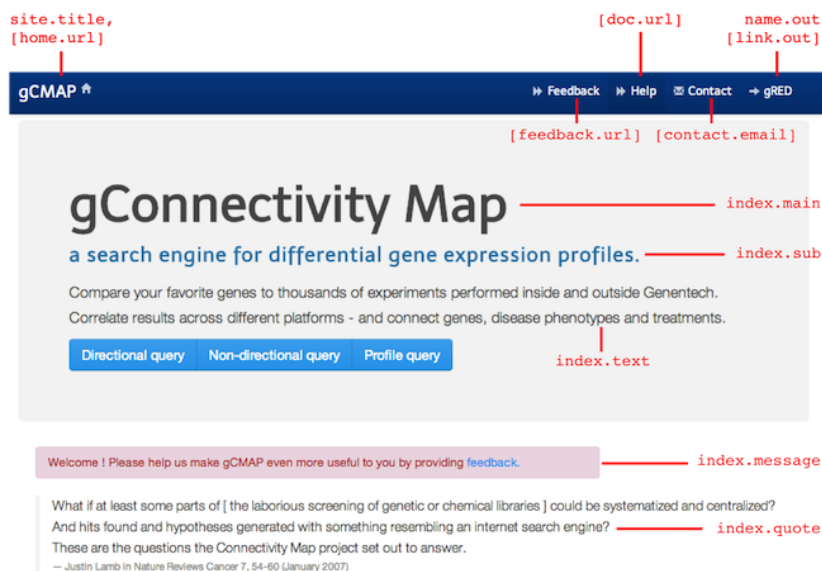 site.title, [doc.url] name.out
[home.url] [link.out]
gCMAP Feedback Help Contact → gRED
[feedback.url] [contact.email]
gConnectivity Map index.main
a search engine for differential gene expression profiles. index.sub
Compare your favorite genes to thousands of experiments performed inside and outside Genentech.
Correlate results across different platforms - and connect genes, disease phenotypes and treatments.
Directional query Non-directional query Profile query
index.text
Welcome ! Please help us make gCMAP even more useful to you by providing feedback. index.message
What if at least some parts of [ the laborious screening of genetic or chemical libraries ] could be systematized and centralized?
And hits found and hypotheses generated with something resembling an internet search engine? index.quote
These are the questions the Connectivity Map project set out to answer.
— Justin Lamb in Nature Reviews Cancer 7, 54-60 (January 2007)